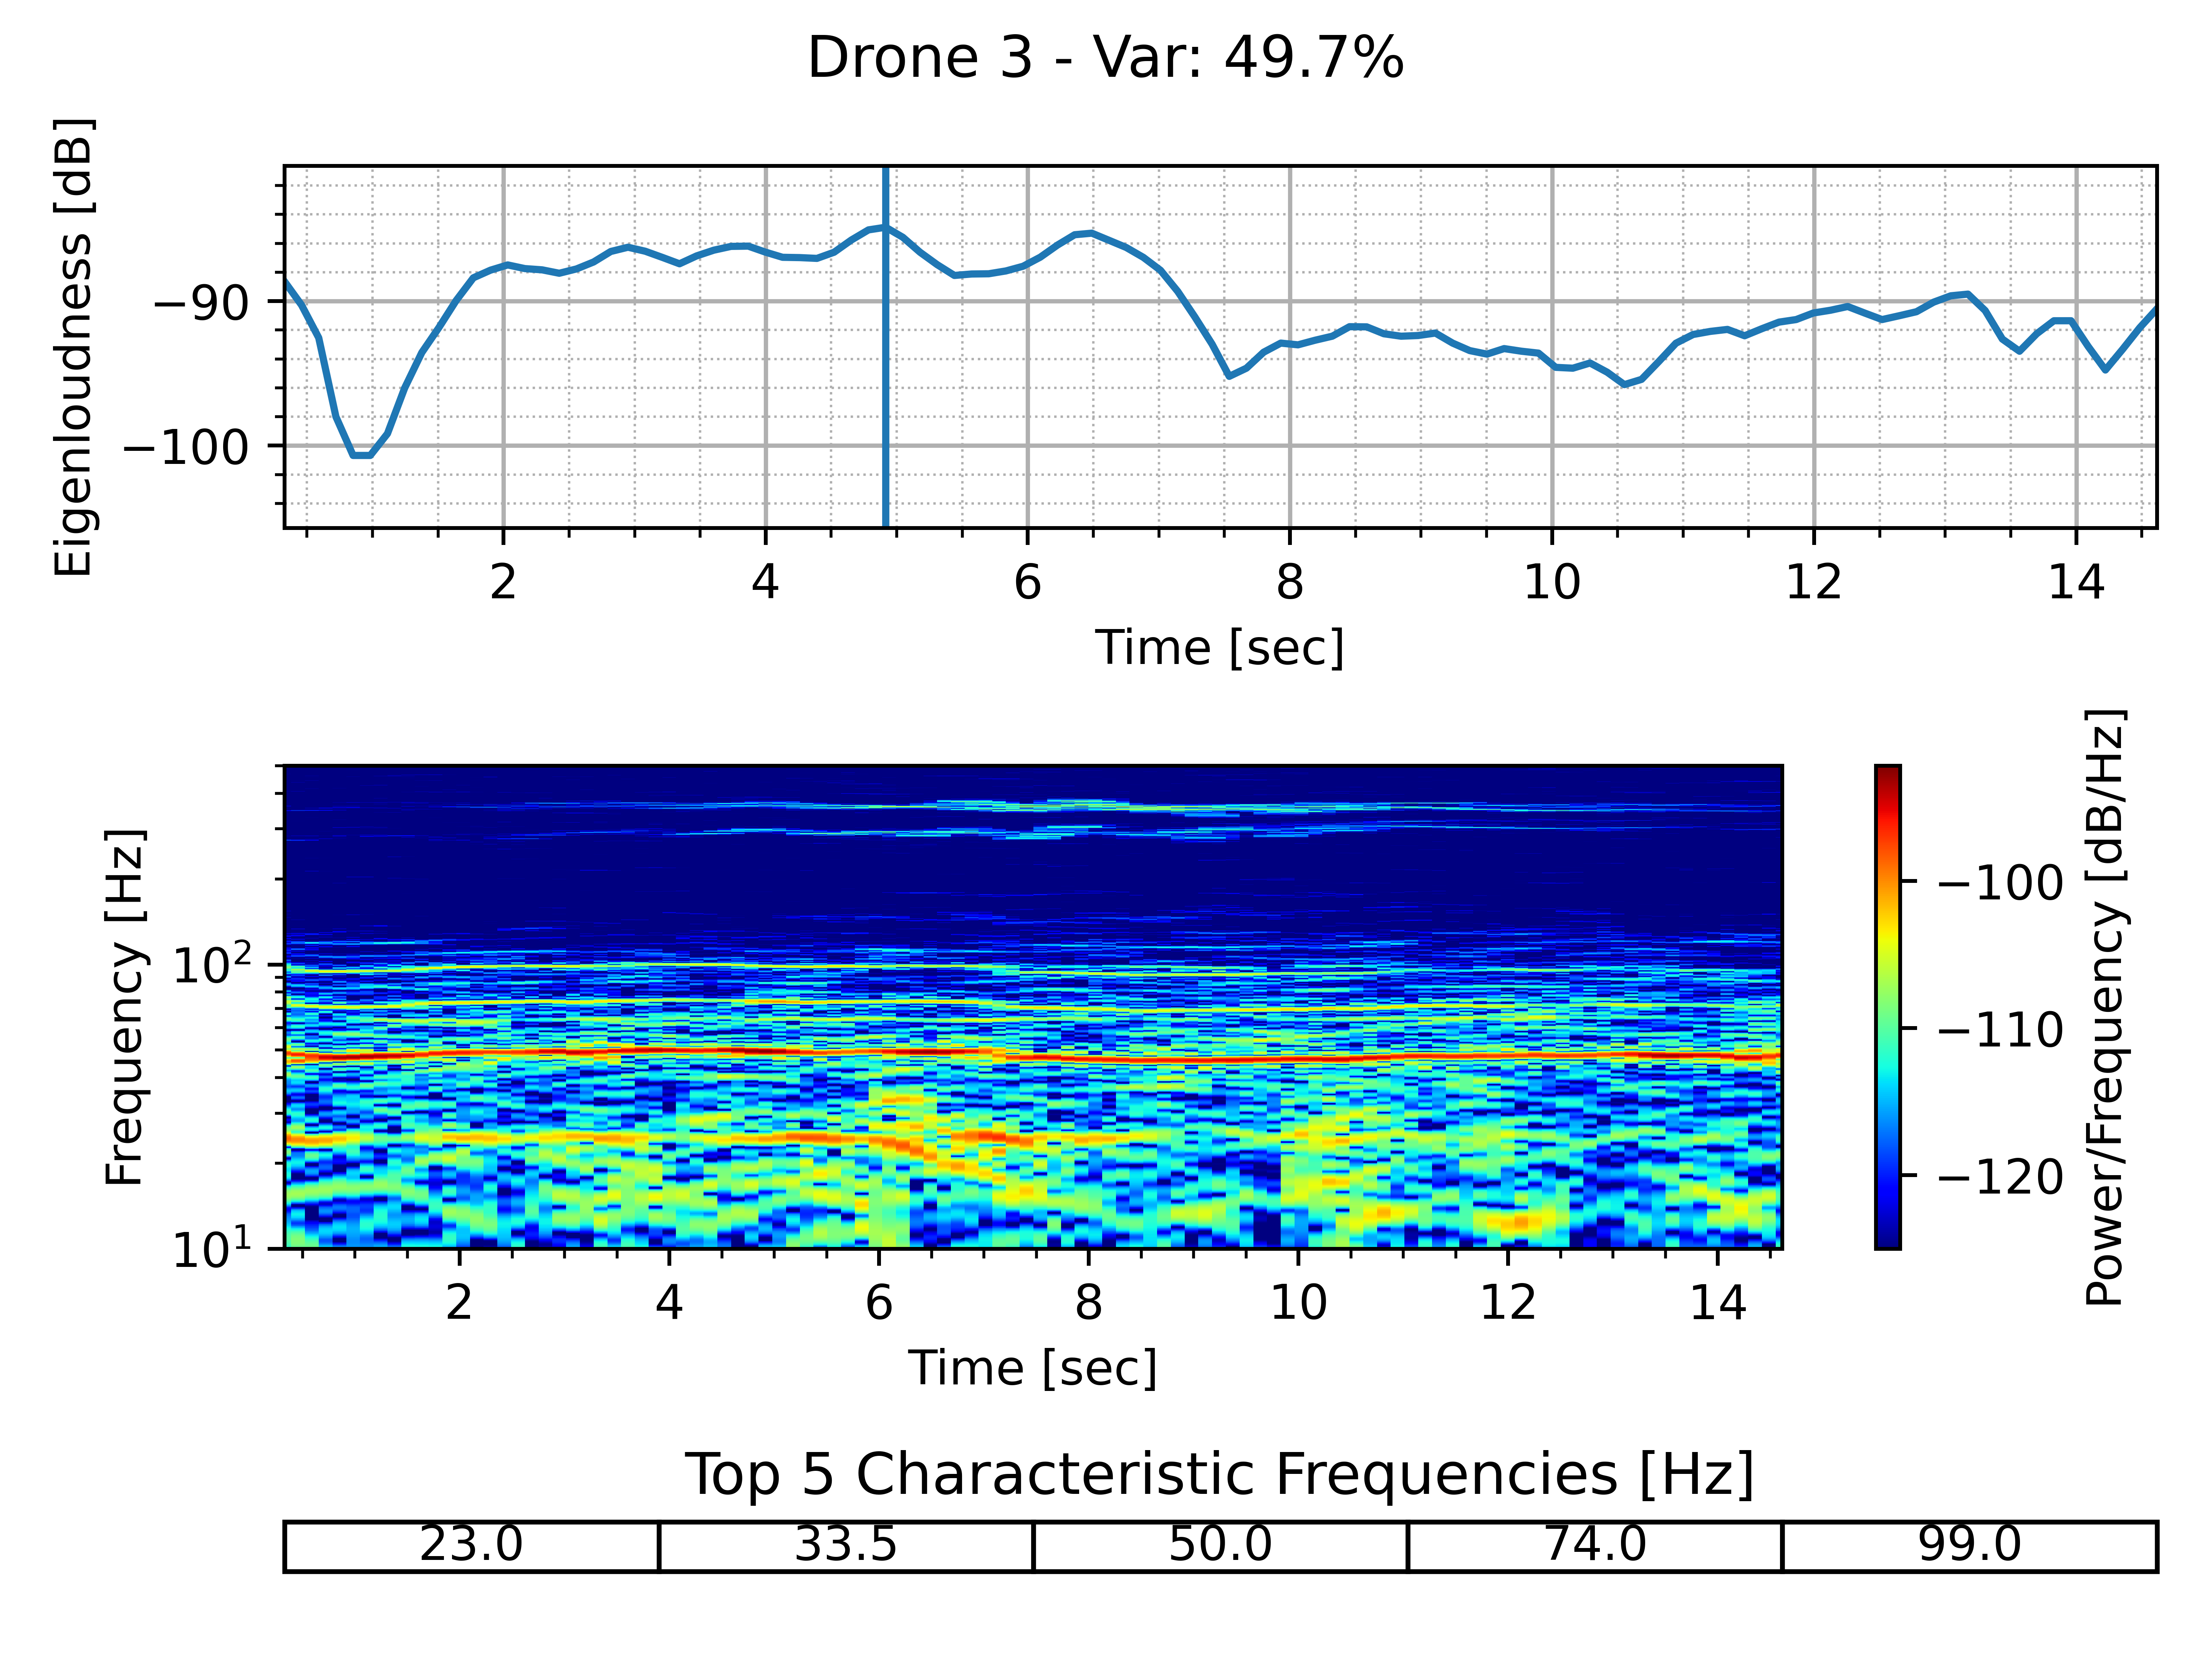 Drone 3 - Var: 49.7%
Eigenloudness [dB]
−90
−100
2 4 6 8 10 12 14
Time [sec]
Frequency [Hz]
10²
10¹
2 4 6 8 10 12 14
Time [sec]
−100
−110
−120
Power/Frequency [dB/Hz]
Top 5 Characteristic Frequencies [Hz]
23.0 33.5 50.0 74.0 99.0